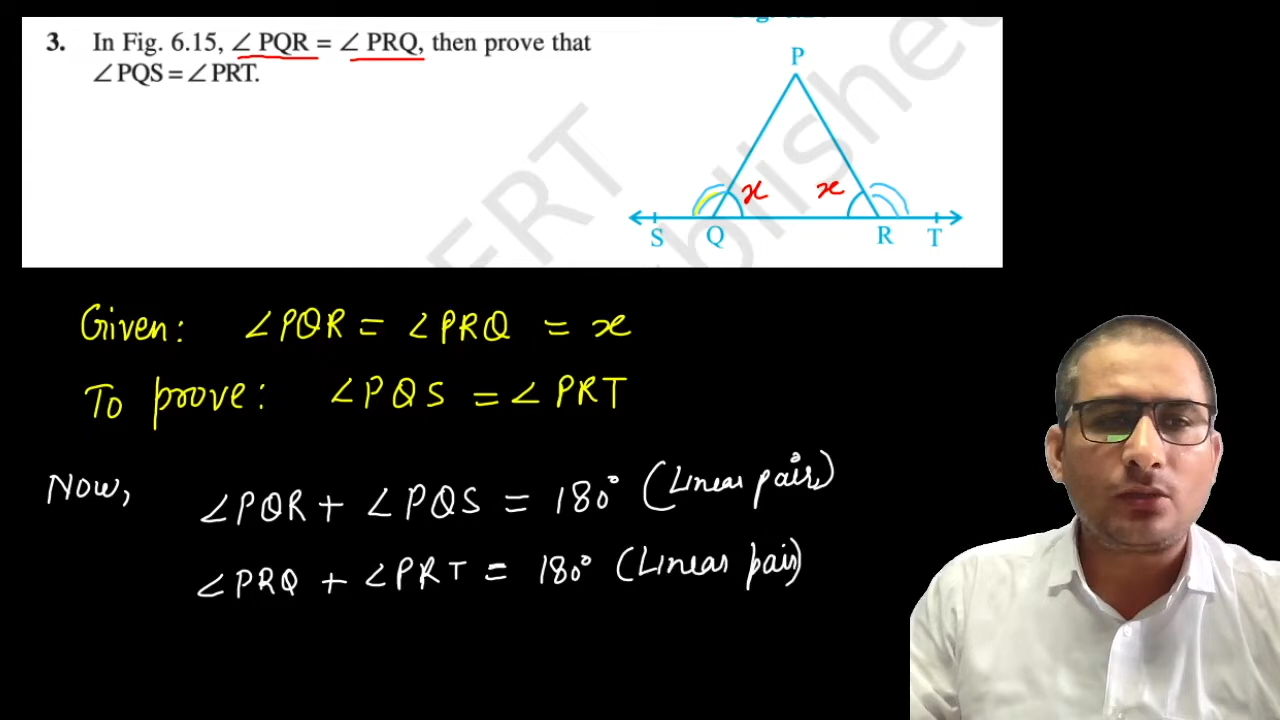 3. In Fig. 6.15, ∠ PQR = ∠ PRQ, then prove that
∠PQS = ∠PRT.
P
x x
S Q R T
Given: ∠PQR = ∠PRQ = x
To prove: ∠PQS = ∠PRT
Now,
∠PQR + ∠PQS = 180° (Linear pair)
∠PRQ + ∠PRT = 180° (Linear pair)